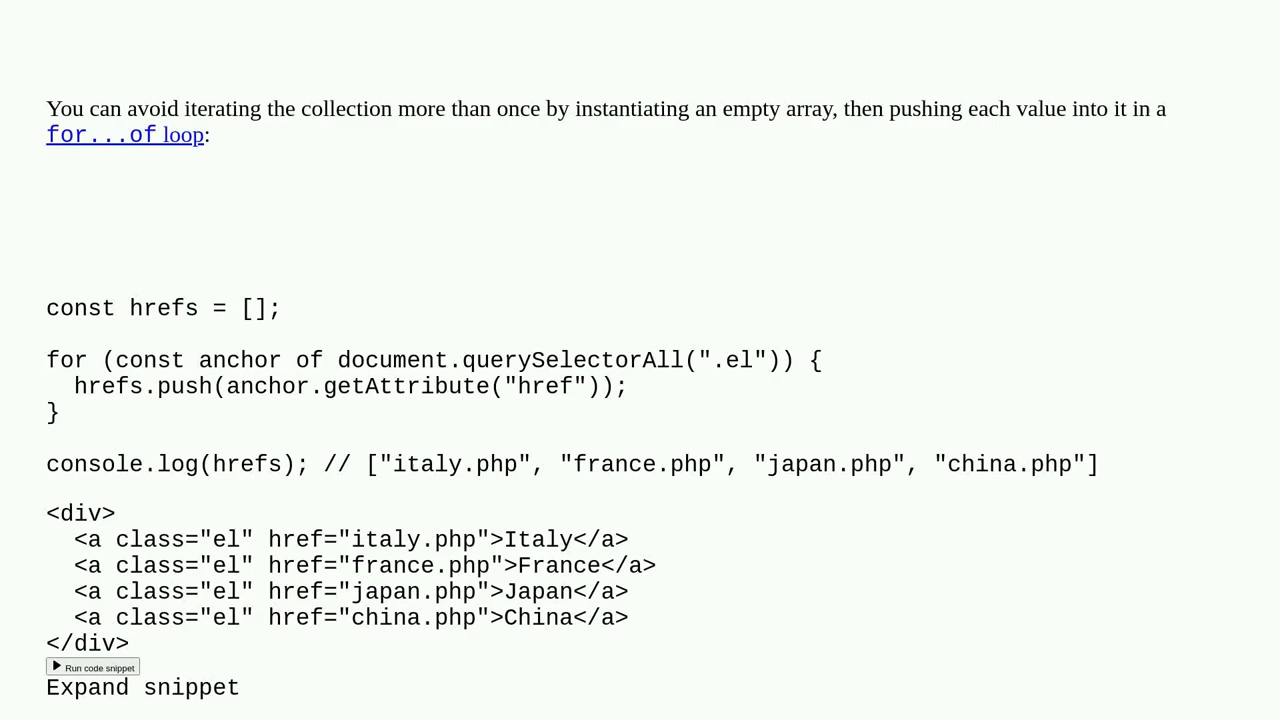 You can avoid iterating the collection more than once by instantiating an empty array, then pushing each value into it in a
for...of loop:
const hrefs = [];
for (const anchor of document.querySelectorAll(".el")) {
  hrefs.push(anchor.getAttribute("href"));
}
console.log(hrefs); // ["italy.php", "france.php", "japan.php", "china.php"]
<div>
  <a class="el" href="italy.php">Italy</a>
  <a class="el" href="france.php">France</a>
  <a class="el" href="japan.php">Japan</a>
  <a class="el" href="china.php">China</a>
</div>
Run code snippet
Expand snippet